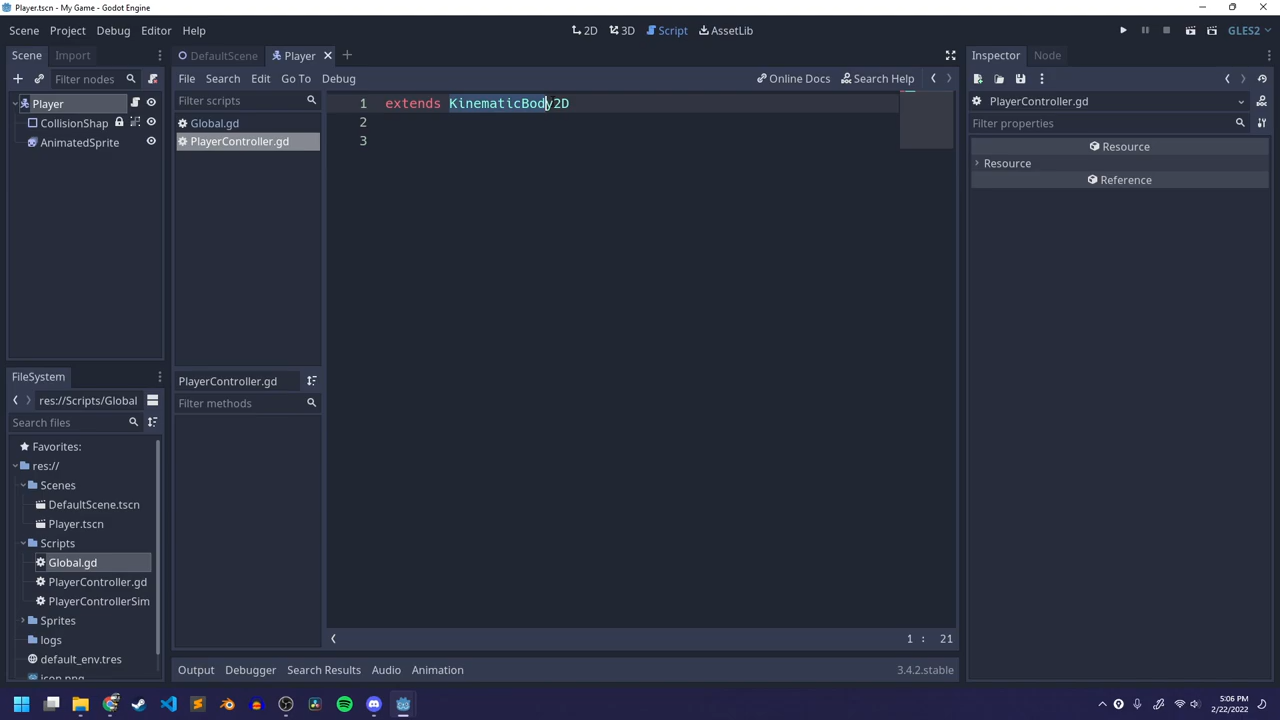 Player.tscn - My Game - Godot Engine
Scene Project Debug Editor Help
2D 3D Script AssetLib
GLES2
Scene Import
Filter nodes
Player
CollisionShap
AnimatedSprite
FileSystem
res://Scripts/Global
Search files
Favorites:
res://
Scenes
DefaultScene.tscn
Player.tscn
Scripts
Global.gd
PlayerController.gd
PlayerControllerSim
Sprites
logs
default_env.tres
icon.png
DefaultScene Player
File Search Edit Go To Debug
Online Docs Search Help
Filter scripts
Global.gd
PlayerController.gd
PlayerController.gd
Filter methods
1 extends KinematicBody2D
2
3
1 : 21
Output Debugger Search Results Audio Animation
3.4.2.stable
Inspector Node
PlayerController.gd
Filter properties
Resource
Resource
Reference
5:06 PM
2/22/2022